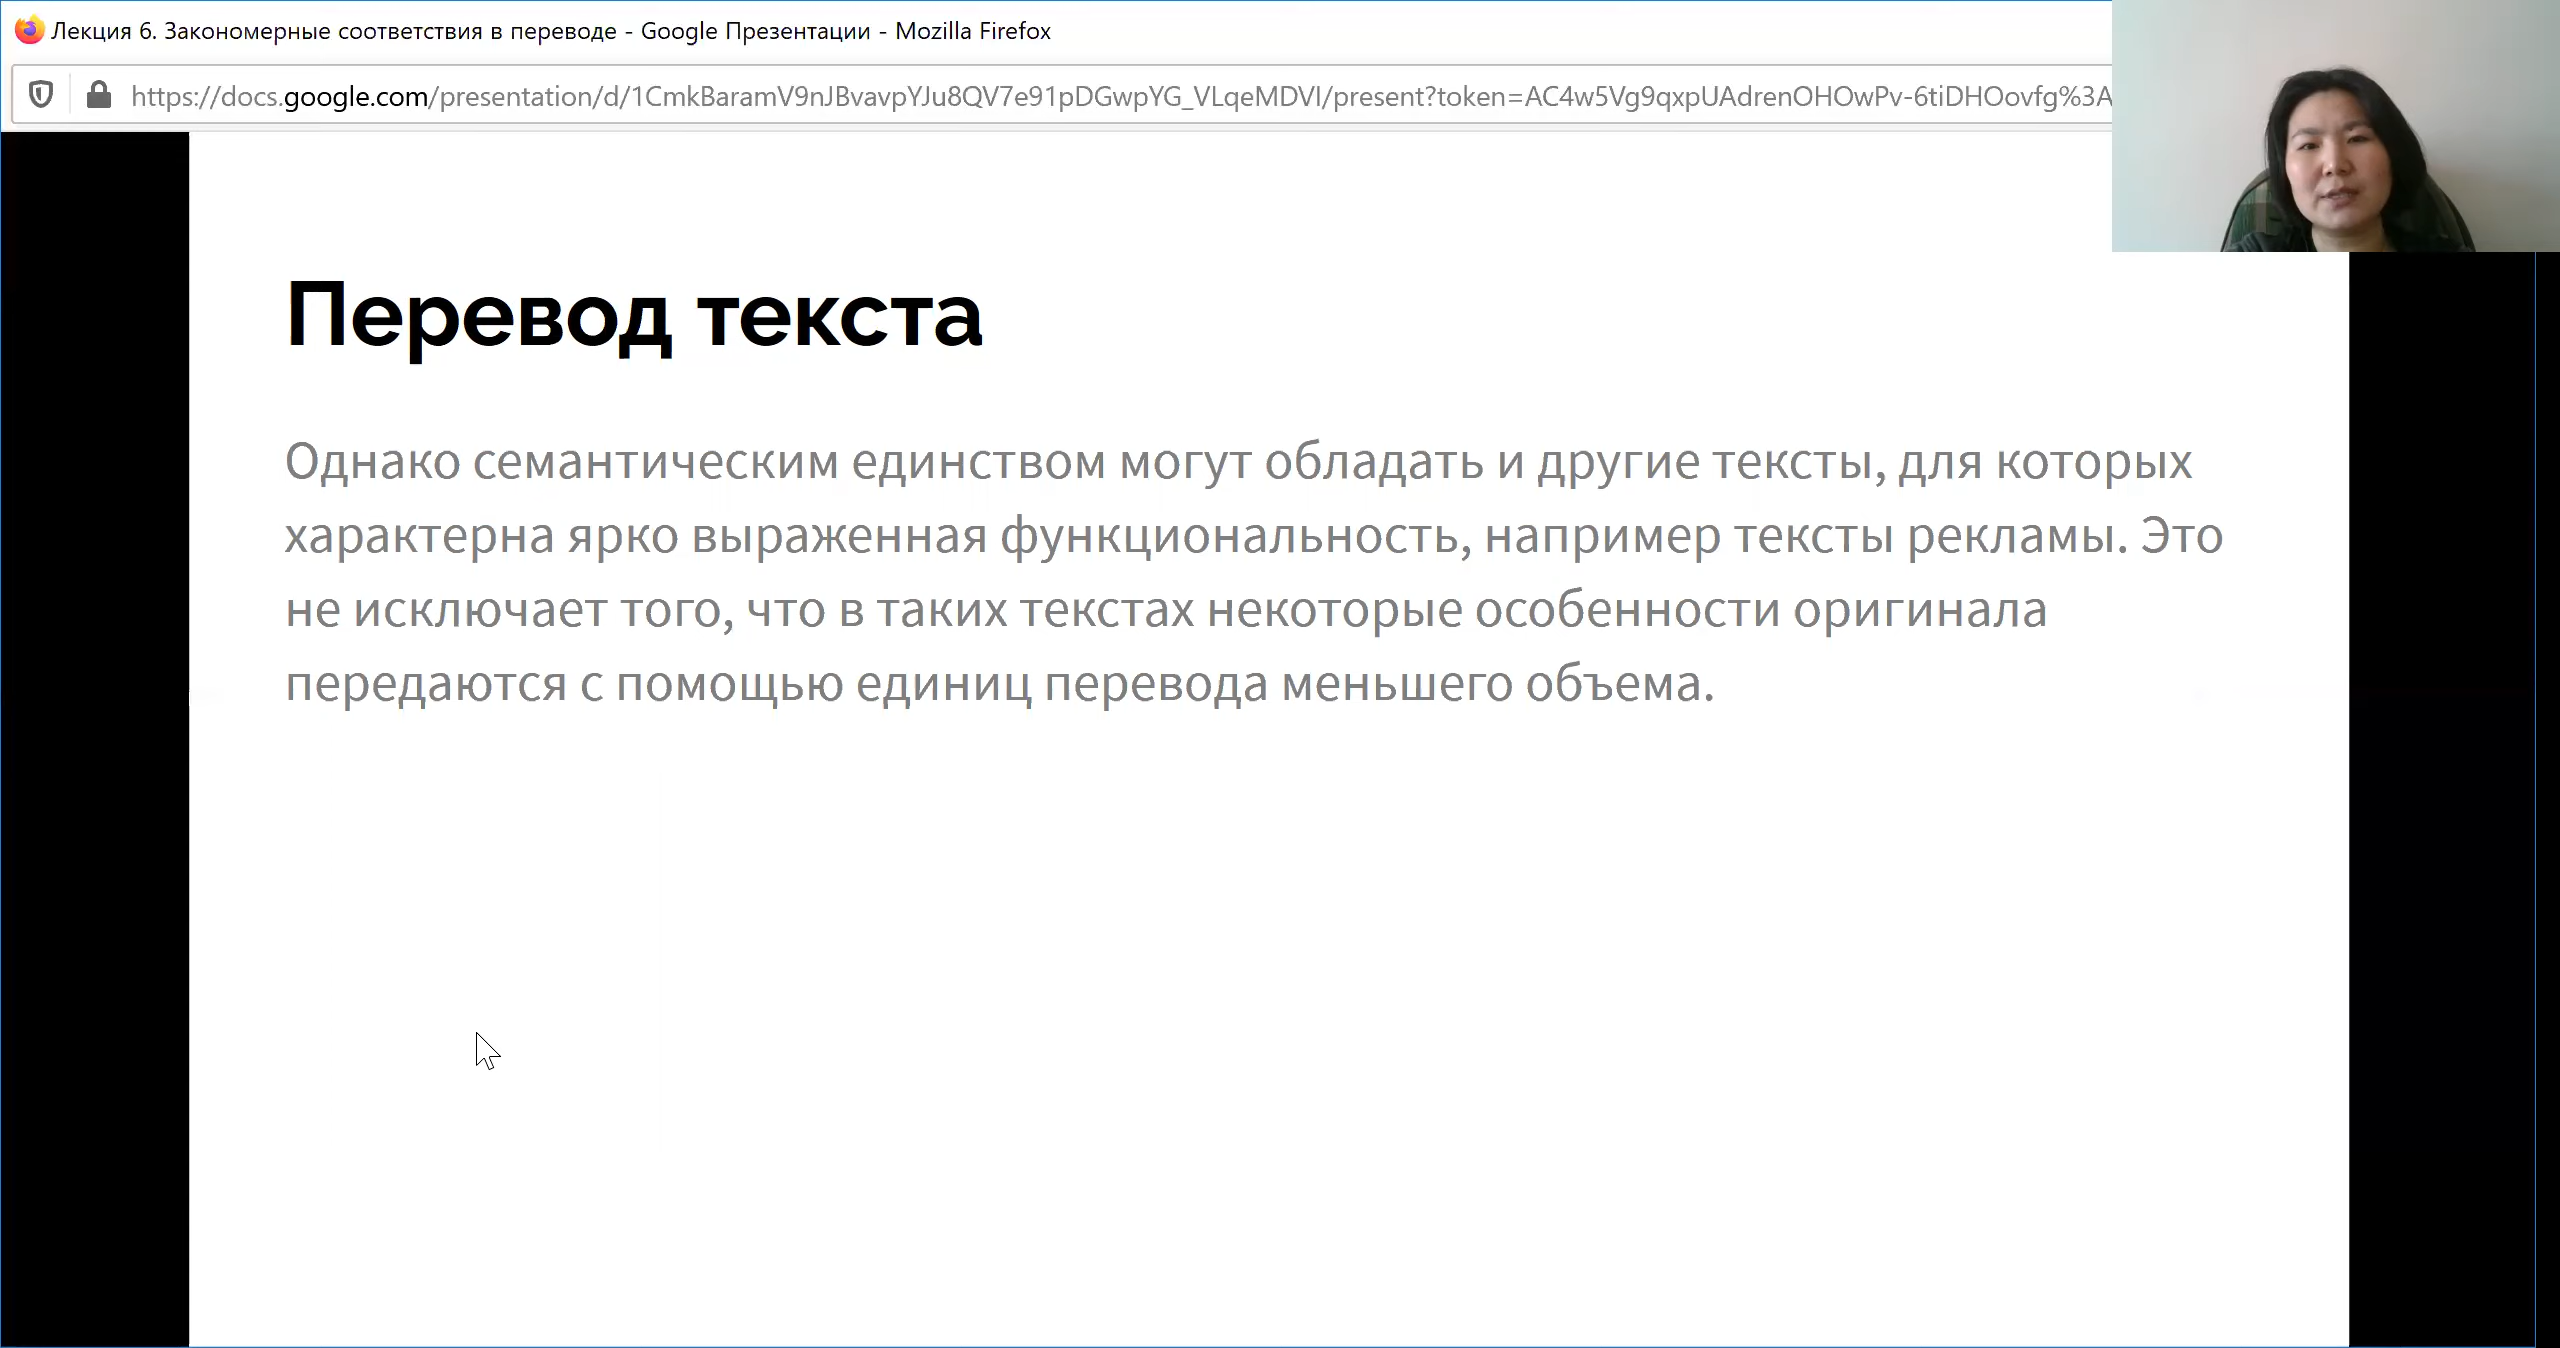 Лекция 6. Закономерные соответствия в переводе - Google Презентации - Mozilla Firefox
https://docs.google.com/presentation/d/1CmkBaramV9nJBvavpYJu8QV7e91pDGwpYG_VLqeMDVI/present?token=AC4w5Vg9qxpUAdrenOHOwPv-6tiDHOovfg%3A
Перевод текста
Однако семантическим единством могут обладать и другие тексты, для которых
характерна ярко выраженная функциональность, например тексты рекламы. Это
не исключает того, что в таких текстах некоторые особенности оригинала
передаются с помощью единиц перевода меньшего объема.